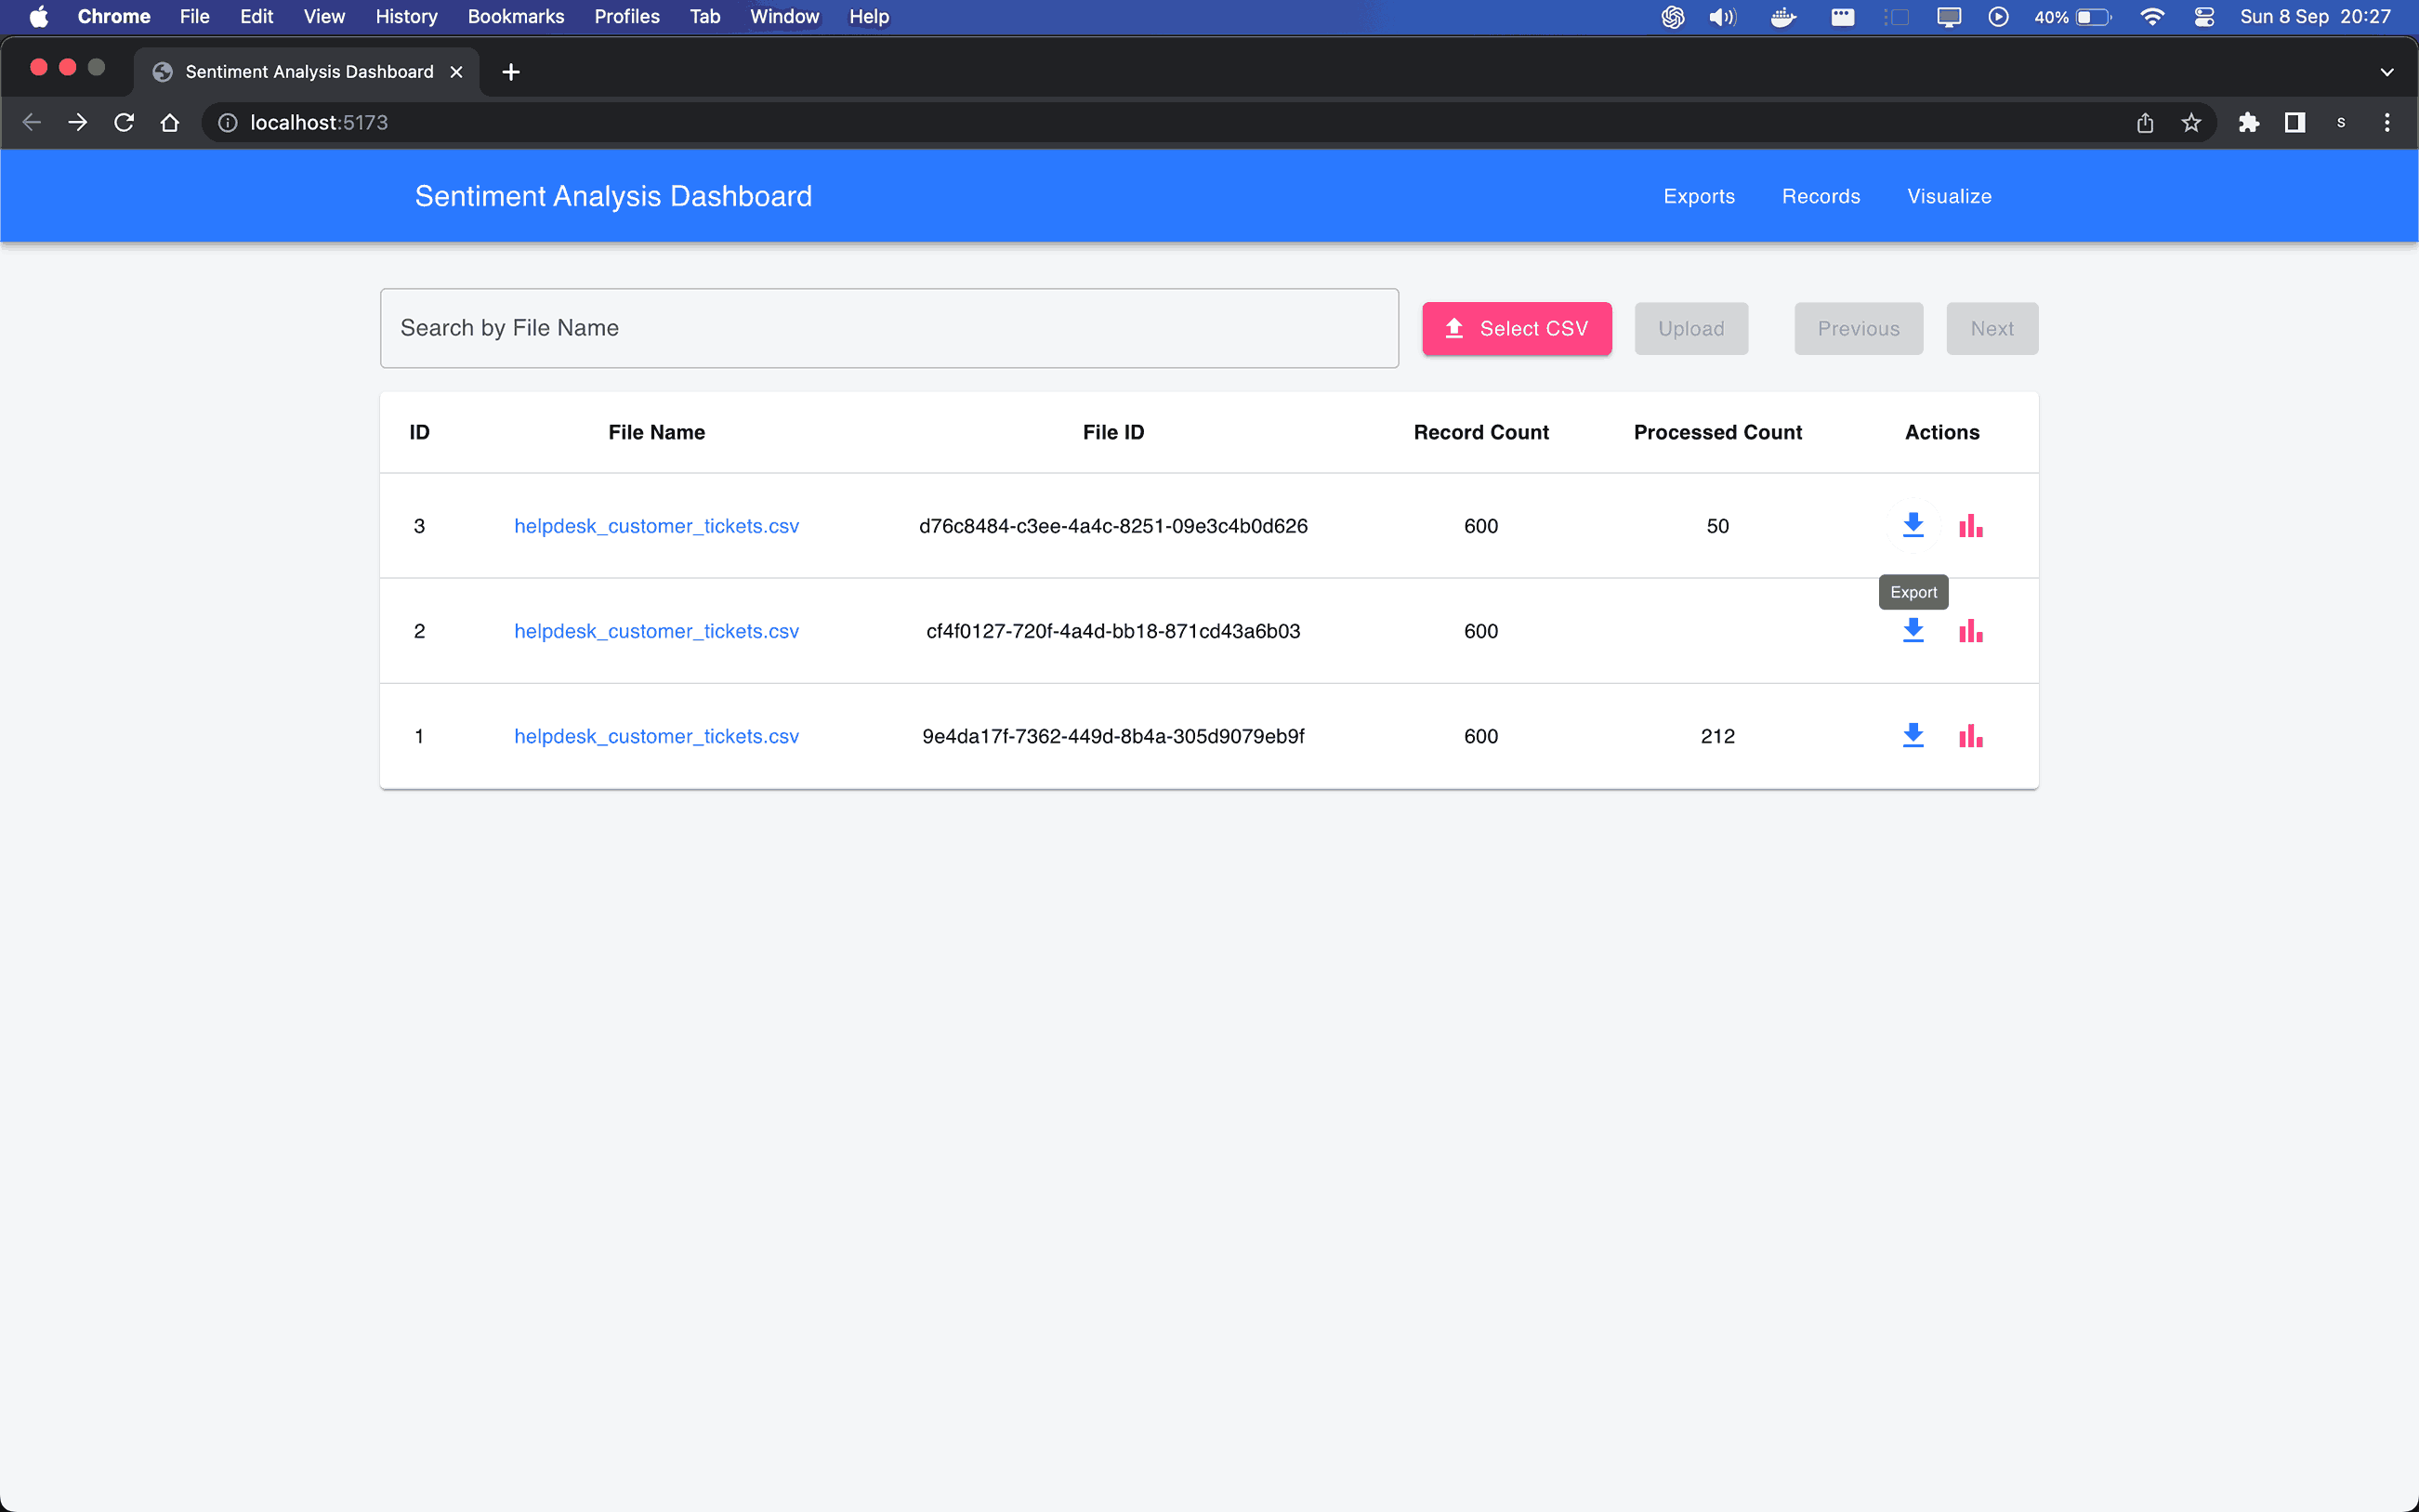 Chrome File Edit View History Bookmarks Profiles Tab Window Help 40% Sun 8 Sep 20:27
Sentiment Analysis Dashboard
localhost:5173 s
Sentiment Analysis Dashboard Exports Records Visualize
Search by File Name Select CSV Upload Previous Next
ID File Name File ID Record Count Processed Count Actions
3 helpdesk_customer_tickets.csv d76c8484-c3ee-4a4c-8251-09e3c4b0d626 600 50
Export
2 helpdesk_customer_tickets.csv cf4f0127-720f-4a4d-bb18-871cd43a6b03 600
1 helpdesk_customer_tickets.csv 9e4da17f-7362-449d-8b4a-305d9079eb9f 600 212